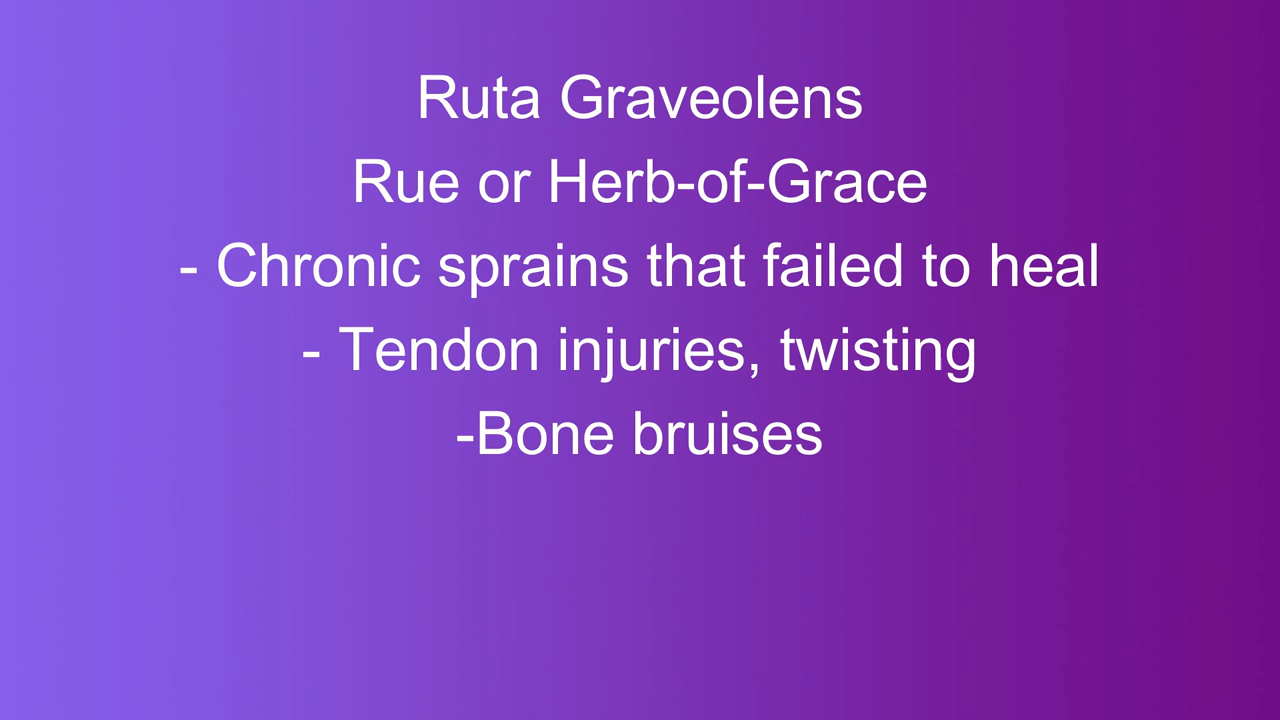 Ruta Graveolens
Rue or Herb-of-Grace
- Chronic sprains that failed to heal
- Tendon injuries, twisting
-Bone bruises